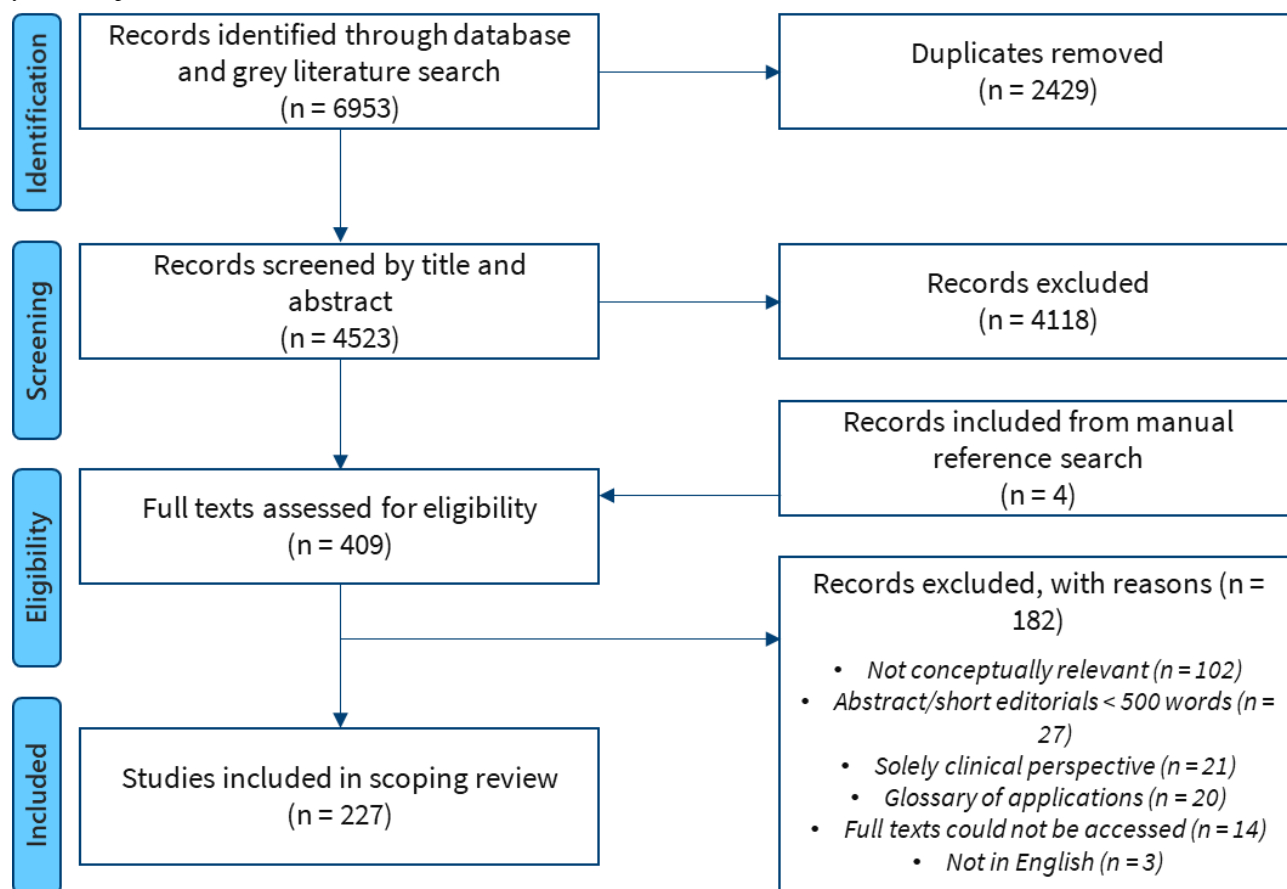 Identification
Records identified through database
and grey literature search
(n = 6953)
Duplicates removed
(n = 2429)
Screening
Records screened by title and
abstract
(n = 4523)
Records excluded
(n = 4118)
Records included from manual
reference search
(n = 4)
Eligibility
Full texts assessed for eligibility
(n = 409)
Records excluded, with reasons (n =
182)
• Not conceptually relevant (n = 102)
• Abstract/short editorials < 500 words (n =
27)
• Solely clinical perspective (n = 21)
• Glossary of applications (n = 20)
• Full texts could not be accessed (n = 14)
• Not in English (n = 3)
Included
Studies included in scoping review
(n = 227)